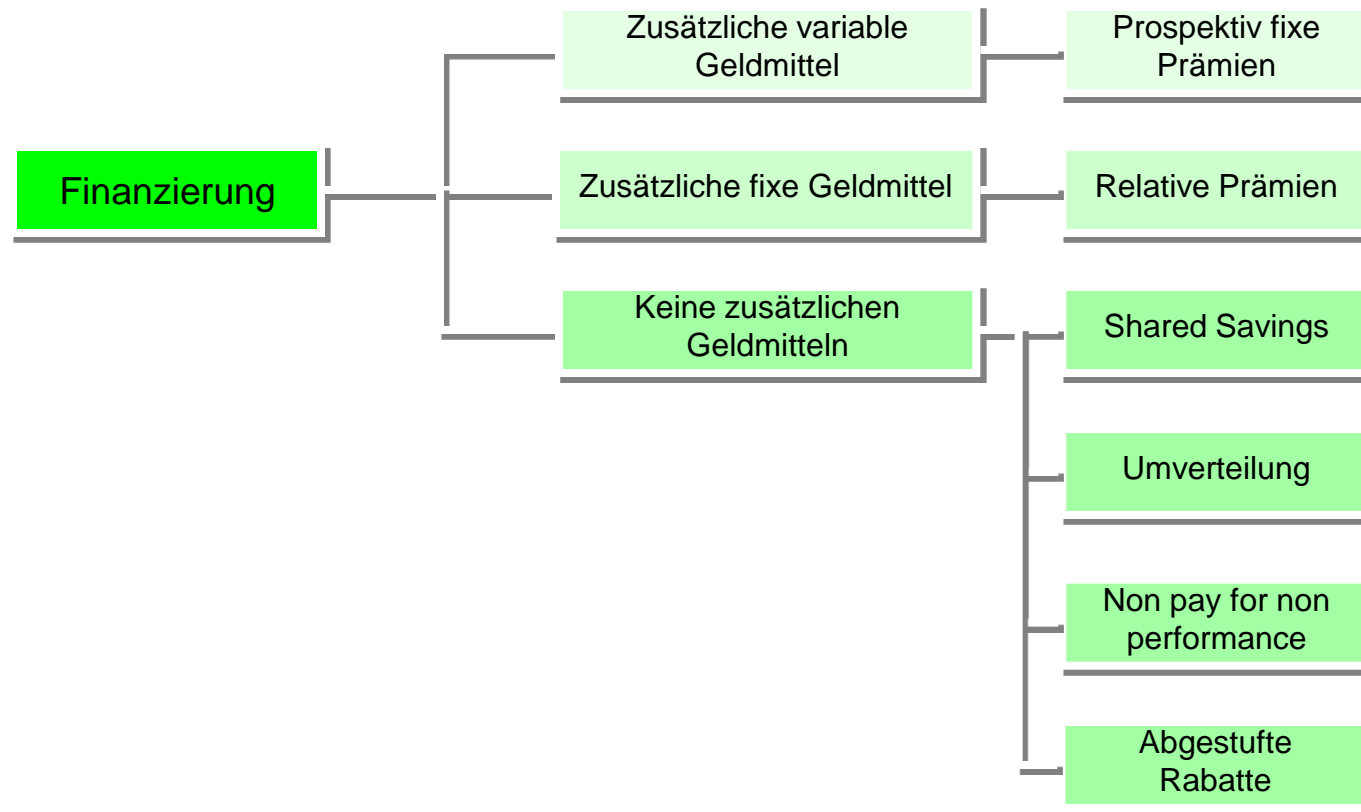 Finanzierung
Zusätzliche variable
Geldmittel
Prospektiv fixe
Prämien
Zusätzliche fixe Geldmittel
Relative Prämien
Keine zusätzlichen
Geldmitteln
Shared Savings
Umverteilung
Non pay for non
performance
Abgestufte
Rabatte